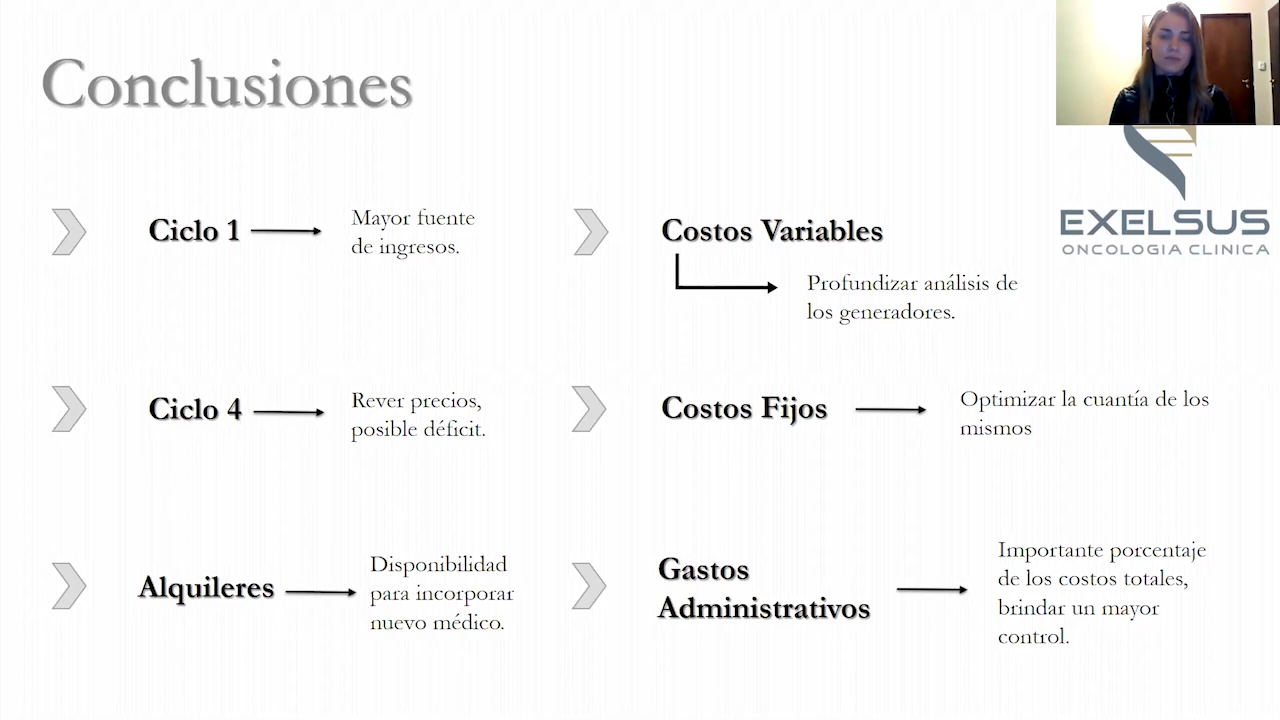 Conclusiones
EXELSUS
ONCOLOGIA CLINICA
Ciclo 1
Mayor fuente
de ingresos.
Costos Variables
Profundizar análisis de
los generadores.
Ciclo 4
Rever precios,
posible déficit.
Costos Fijos
Optimizar la cuantía de los
mismos
Alquileres
Disponibilidad
para incorporar
nuevo médico.
Gastos
Administrativos
Importante porcentaje
de los costos totales,
brindar un mayor
control.